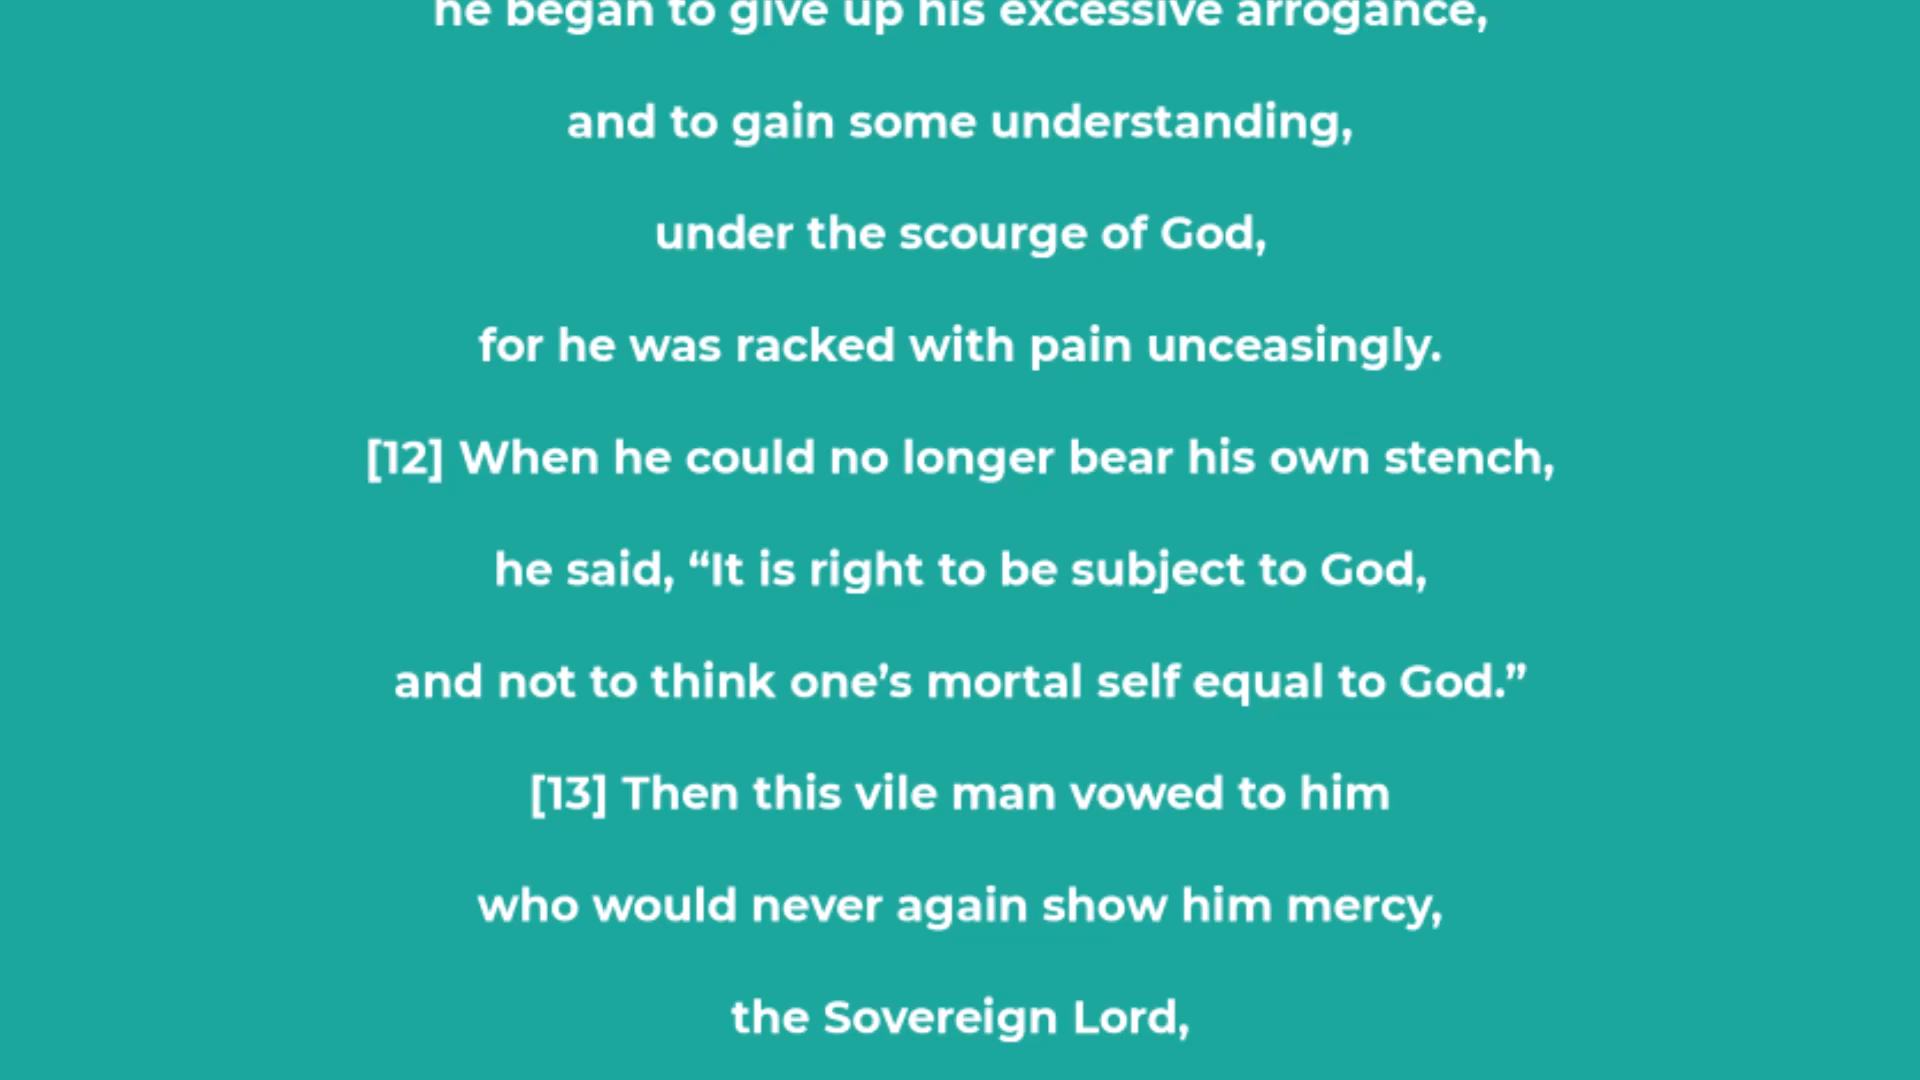 he began to give up his excessive arrogance,
and to gain some understanding,
under the scourge of God,
for he was racked with pain unceasingly.
[12] When he could no longer bear his own stench,
he said, “It is right to be subject to God,
and not to think one’s mortal self equal to God.”
[13] Then this vile man vowed to him
who would never again show him mercy,
the Sovereign Lord,